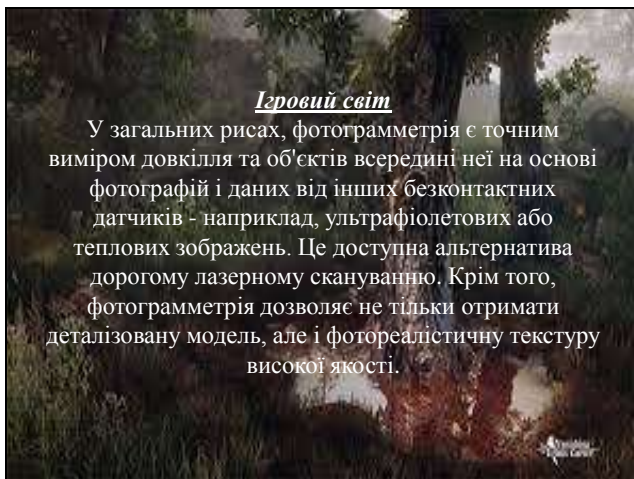 Ігровий світ
У загальних рисах, фотограмметрія є точним
виміром довкілля та об'єктів всередині неї на основі
фотографій і даних від інших безконтактних
датчиків - наприклад, ультрафіолетових або
теплових зображень. Це доступна альтернатива
дорогому лазерному скануванню. Крім того,
фотограмметрія дозволяє не тільки отримати
деталізовану модель, але і фотореалістичну текстуру
високої якості.